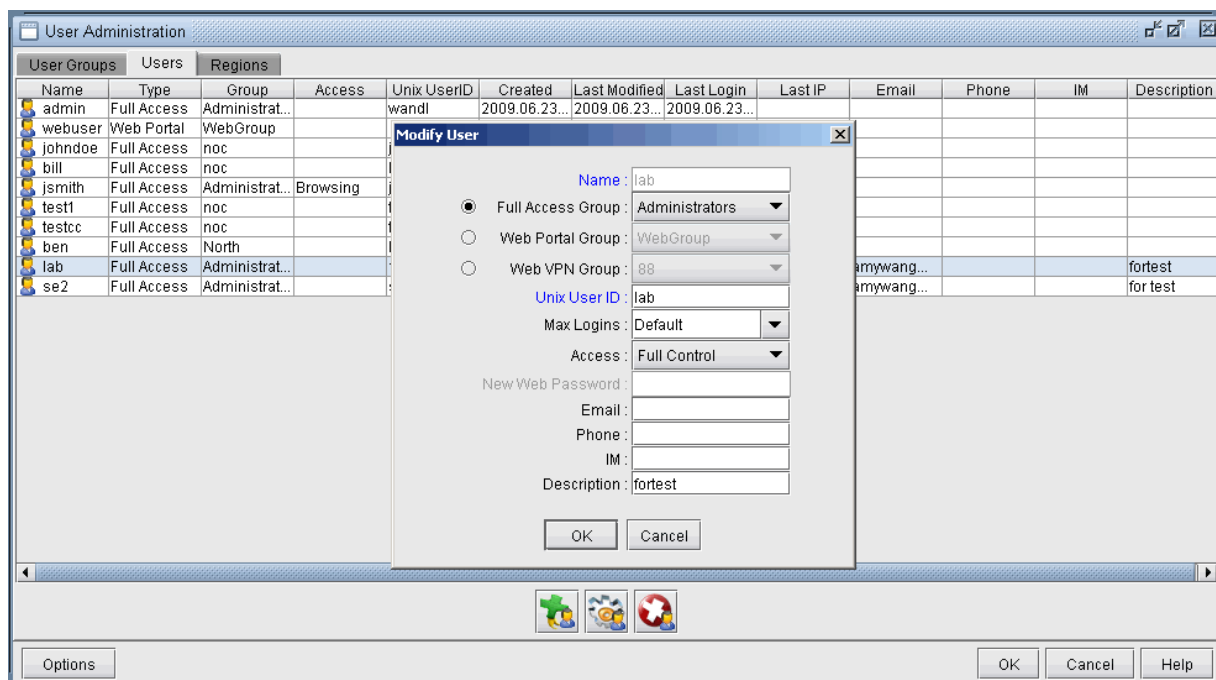 User Administration
User Groups Users Regions
Name Type Group Access Unix UserID Created Last Modified Last Login Last IP Email Phone IM Description
admin Full Access Administrat... wandl 2009.06.23... 2009.06.23... 2009.06.23...
webuser Web Portal WebGroup
johndoe Full Access noc
bill Full Access noc
jsmith Full Access Administrat... Browsing
test1 Full Access noc
testcc Full Access noc
ben Full Access North
lab Full Access Administrat... amywang... fortest
se2 Full Access Administrat... amywang... for test
Modify User
Name : lab
Full Access Group : Administrators
Web Portal Group : WebGroup
Web VPN Group : 88
Unix User ID : lab
Max Logins : Default
Access : Full Control
New Web Password :
Email :
Phone :
IM :
Description : fortest
OK Cancel
Options OK Cancel Help